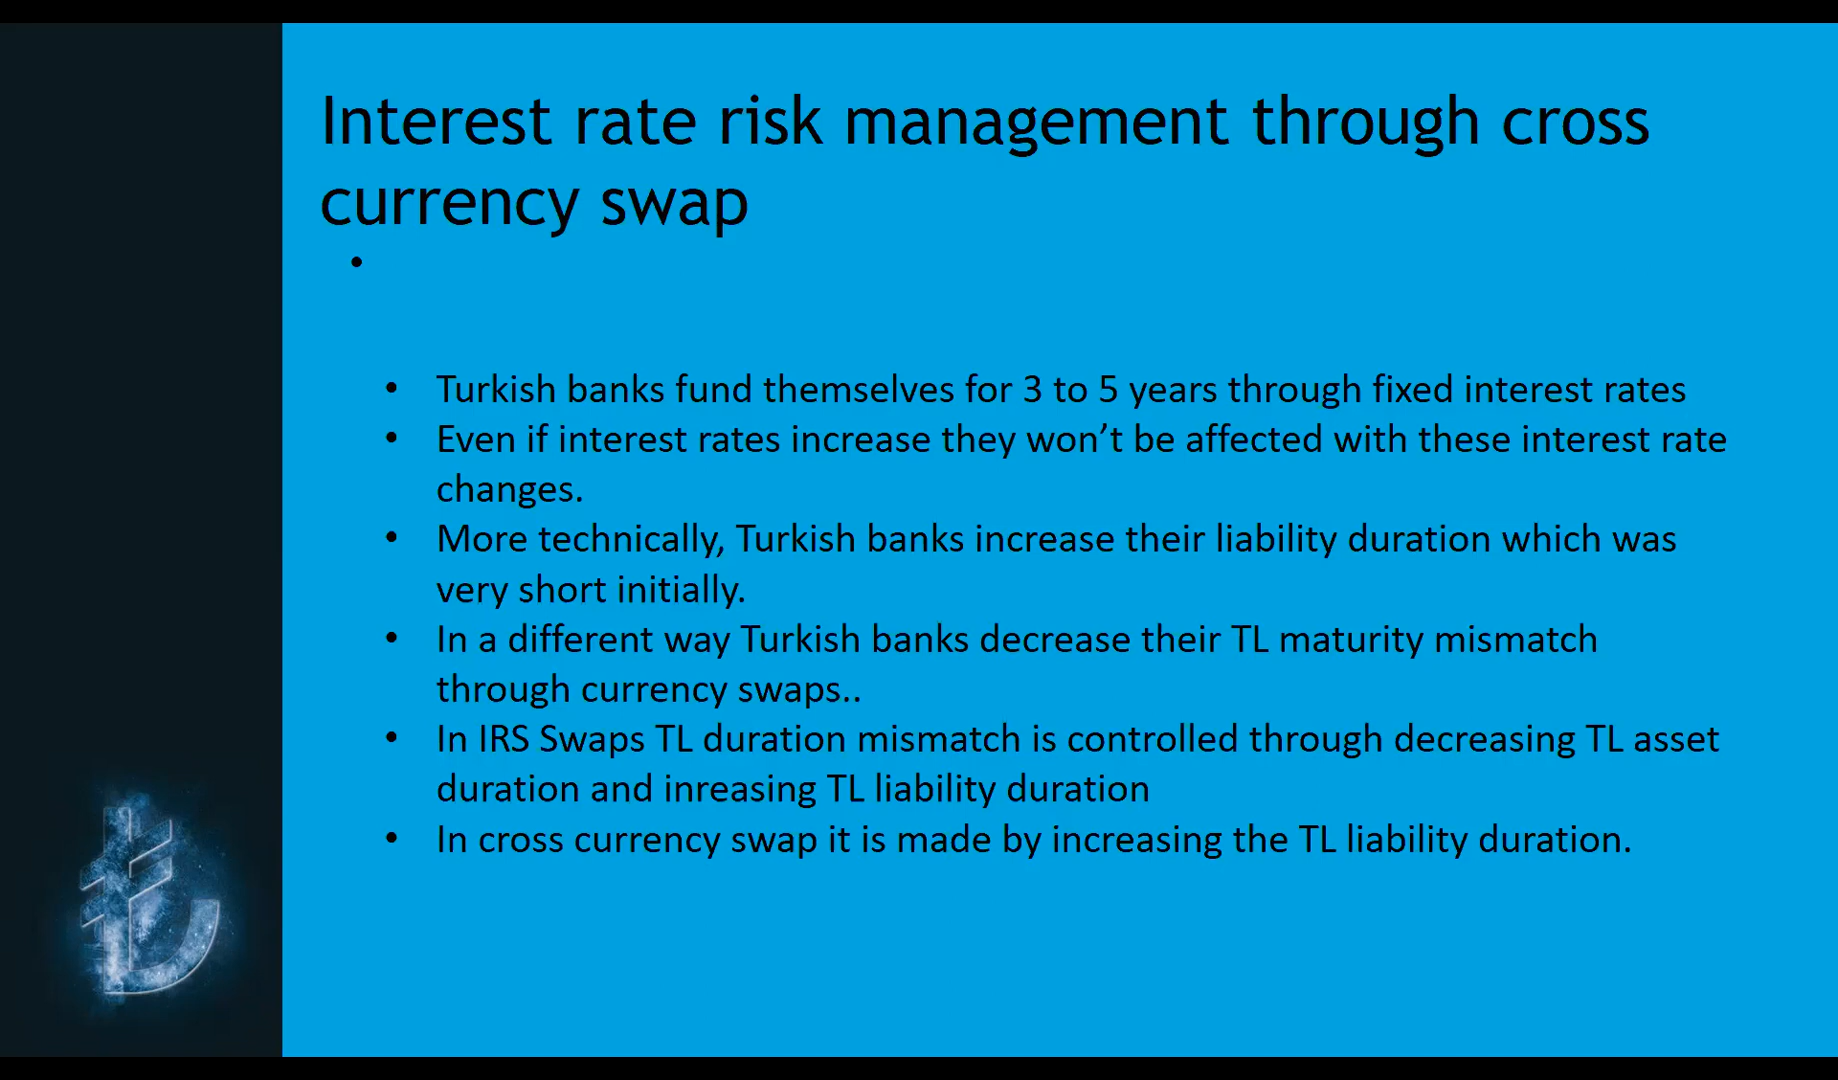 Interest rate risk management through cross
currency swap
•
• Turkish banks fund themselves for 3 to 5 years through fixed interest rates
• Even if interest rates increase they won’t be affected with these interest rate
changes.
• More technically, Turkish banks increase their liability duration which was
very short initially.
• In a different way Turkish banks decrease their TL maturity mismatch
through currency swaps..
• In IRS Swaps TL duration mismatch is controlled through decreasing TL asset
duration and inreasing TL liability duration
• In cross currency swap it is made by increasing the TL liability duration.